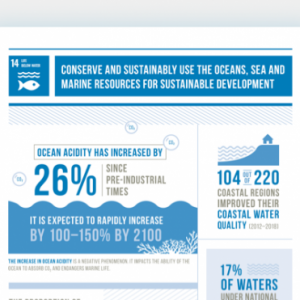 14 LIFE
BELOW WATER
CONSERVE AND SUSTAINABLY USE THE OCEANS, SEA AND
MARINE RESOURCES FOR SUSTAINABLE DEVELOPMENT
CO₂
CO₂
CO₂
OCEAN ACIDITY HAS INCREASED BY
26%
SINCE
PRE-INDUSTRIAL
TIMES
IT IS EXPECTED TO RAPIDLY INCREASE
BY 100–150% BY 2100
THE INCREASE IN OCEAN ACIDITY IS A NEGATIVE PHENOMENON. IT IMPACTS THE ABILITY OF THE
OCEAN TO ABSORB CO₂ AND ENDANGERS MARINE LIFE.
104 OUT OF 220
COASTAL REGIONS
IMPROVED THEIR
COASTAL WATER
QUALITY (2012–2018)
17%
OF WATERS
UNDER NATIONAL